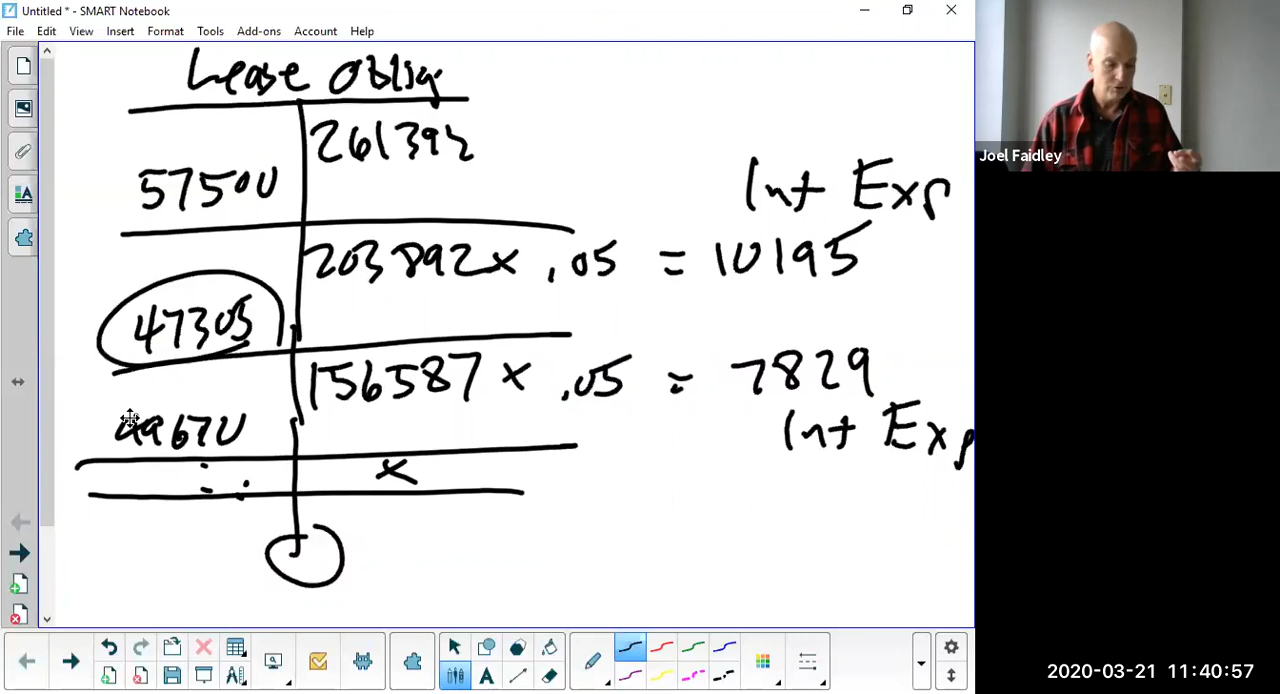 Untitled * - SMART Notebook
File Edit View Insert Format Tools Add-ons Account Help
Lease Oblig
261392
57500
Int Exp
203892 x .05 = 10195
47305
156587 x .05 = 7829
49670
Int Exp
x
Joel Faidley
2020-03-21 11:40:57